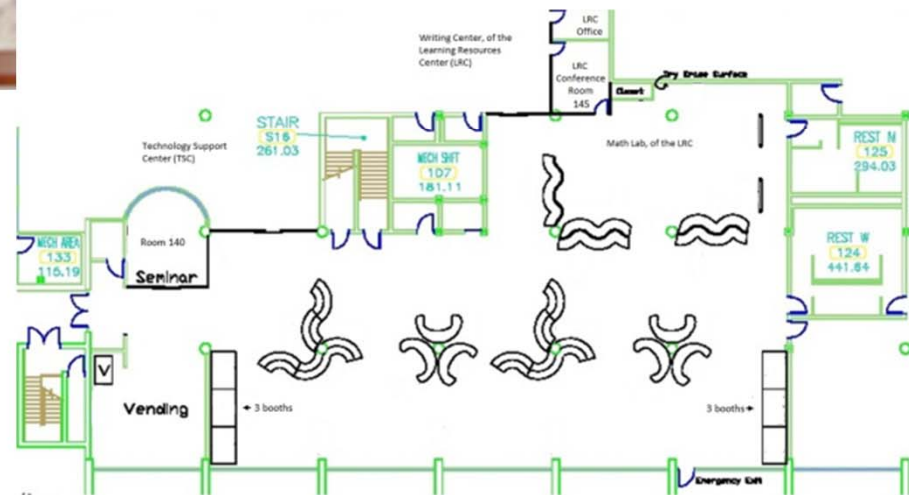 LRC
Office
Writing Center, of the
Learning Resources
Center (LRC)
LRC
Conference
Room
145
Closet
Dry Erase Surface
STAIR
S16
261.03
Technology Support
Center (TSC)
MECH SHFT
107
181.11
Math Lab, of the LRC
REST M
125
294.03
MECH AREA
133
115.19
Room 140
Seminar
REST W
124
441.84
V
Vending
3 booths
3 booths
Emergency Exit